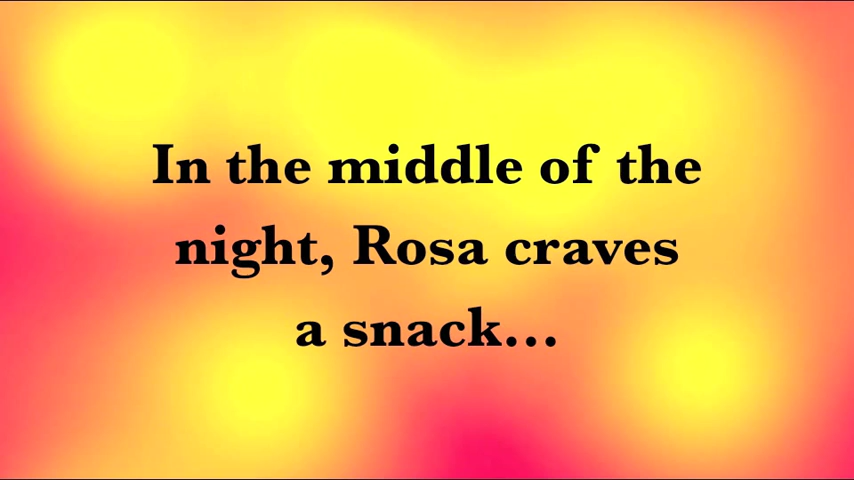 In the middle of the
night, Rosa craves
a snack...